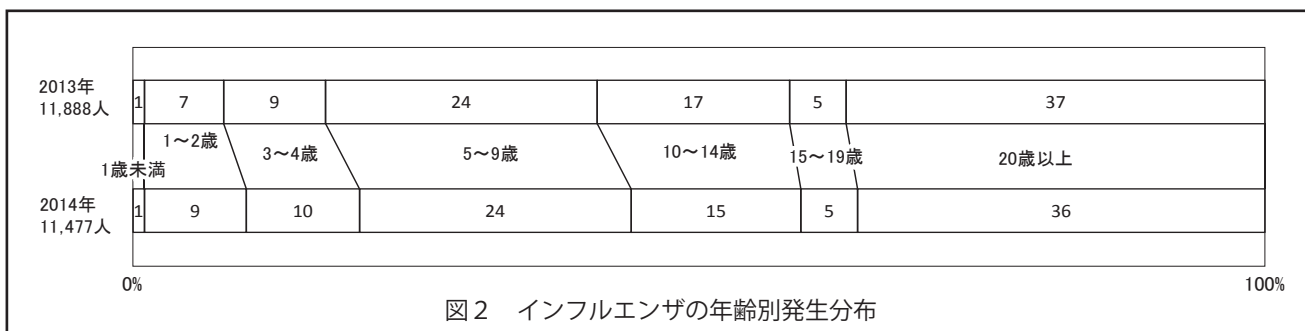 2013年
11,888人
1 7 9 24 17 5 37
1歳未満 1～2歳 3～4歳 5～9歳 10～14歳 15～19歳 20歳以上
2014年
11,477人
1 9 10 24 15 5 36
0% 100%
図２　インフルエンザの年齢別発生分布